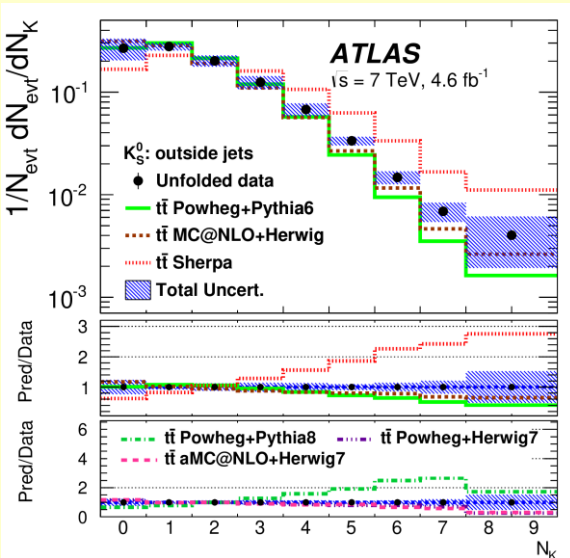 1/N_evt dN_evt/dN_K
ATLAS
√s = 7 TeV, 4.6 fb⁻¹
10⁻¹
10⁻²
10⁻³
K⁰_S: outside jets
Unfolded data
tt̄ Powheg+Pythia6
tt̄ MC@NLO+Herwig
tt̄ Sherpa
Total Uncert.
Pred/Data
3
2
1
Pred/Data
6
4
2
0
tt̄ Powheg+Pythia8 tt̄ Powheg+Herwig7
tt̄ aMC@NLO+Herwig7
0 1 2 3 4 5 6 7 8 9
N_K